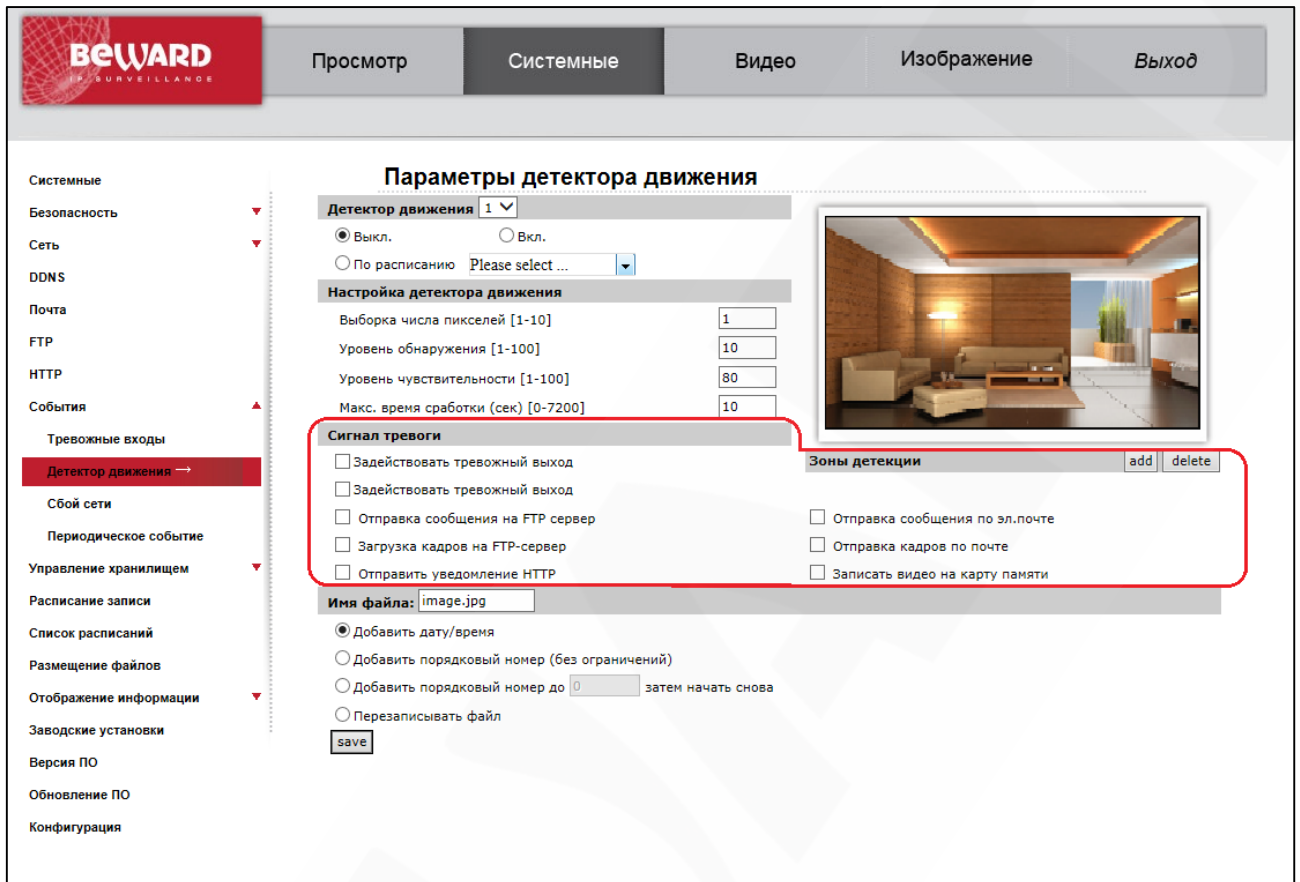 BEWARD
IP SURVEILLANCE
Просмотр
Системные
Видео
Изображение
Выход
Системные
Безопасность
Сеть
DDNS
Почта
FTP
HTTP
События
Тревожные входы
Детектор движения →
Сбой сети
Периодическое событие
Управление хранилищем
Расписание записи
Список расписаний
Размещение файлов
Отображение информации
Заводские установки
Версия ПО
Обновление ПО
Конфигурация
Параметры детектора движения
Детектор движения 1
Выкл. Вкл.
По расписанию Please select ...
Настройка детектора движения
Выборка числа пикселей [1-10] 1
Уровень обнаружения [1-100] 10
Уровень чувствительности [1-100] 80
Макс. время сработки (сек) [0-7200] 10
Сигнал тревоги
Задействовать тревожный выход
Зоны детекции add delete
Задействовать тревожный выход
Отправка сообщения на FTP сервер
Отправка сообщения по эл.почте
Загрузка кадров на FTP-сервер
Отправка кадров по почте
Отправить уведомление HTTP
Записать видео на карту памяти
Имя файла: image.jpg
Добавить дату/время
Добавить порядковый номер (без ограничений)
Добавить порядковый номер до 0 затем начать снова
Перезаписывать файл
save